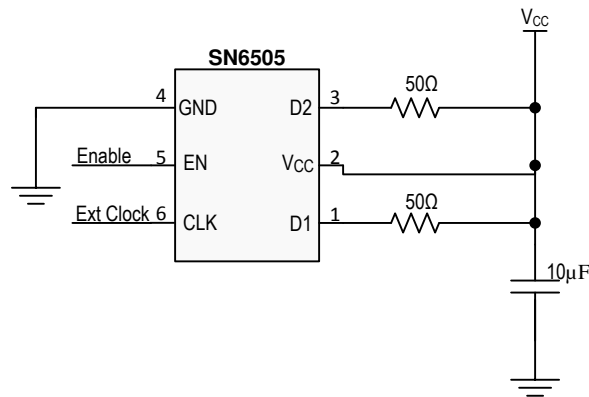 VCC
SN6505
50Ω
4 GND D2 3
Enable 5 EN VCC 2
50Ω
Ext Clock 6 CLK D1 1
10μF